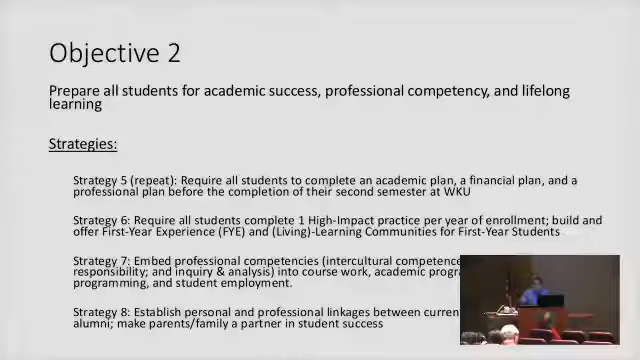 Objective 2
Prepare all students for academic success, professional competency, and lifelong
learning
Strategies:
Strategy 5 (repeat): Require all students to complete an academic plan, a financial plan, and a
professional plan before the completion of their second semester at WKU
Strategy 6: Require all students complete 1 High-Impact practice per year of enrollment; build and
offer First-Year Experience (FYE) and (Living)-Learning Communities for First-Year Students
Strategy 7: Embed professional competencies (intercultural
responsibility; and inquiry & analysis) into course work, academic
programming, and student employment.
Strategy 8: Establish personal and professional linkages between
alumni; make parents/family a partner in student success